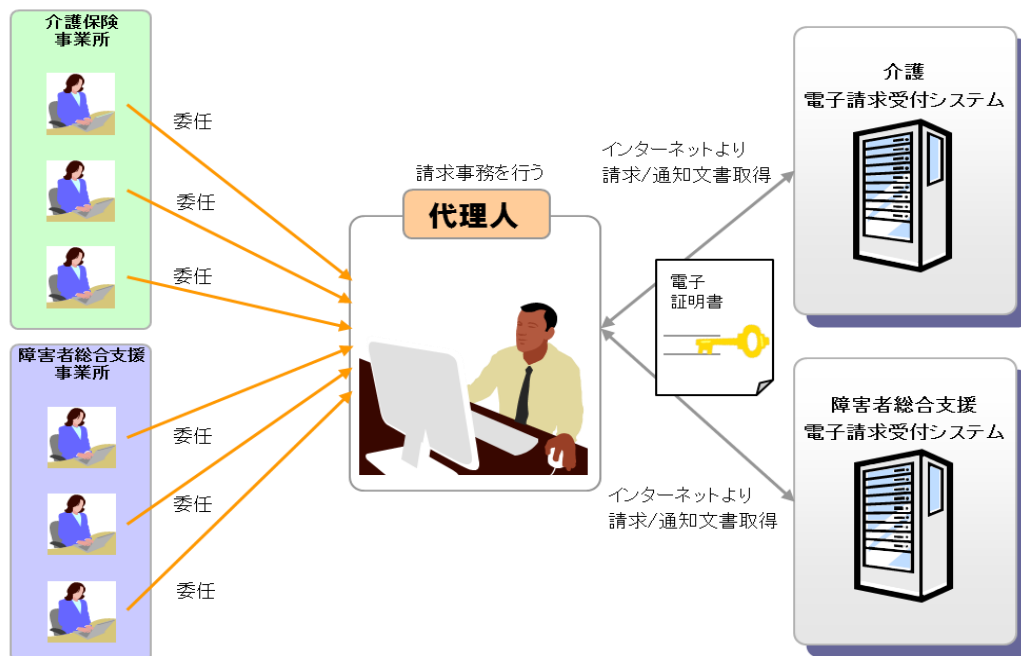 介護保険
事業所
委任
委任
委任
障害者総合支援
事業所
委任
委任
委任
請求事務を行う
代理人
インターネットより
請求/通知文書取得
電子
証明書
インターネットより
請求/通知文書取得
介護
電子請求受付システム
障害者総合支援
電子請求受付システム